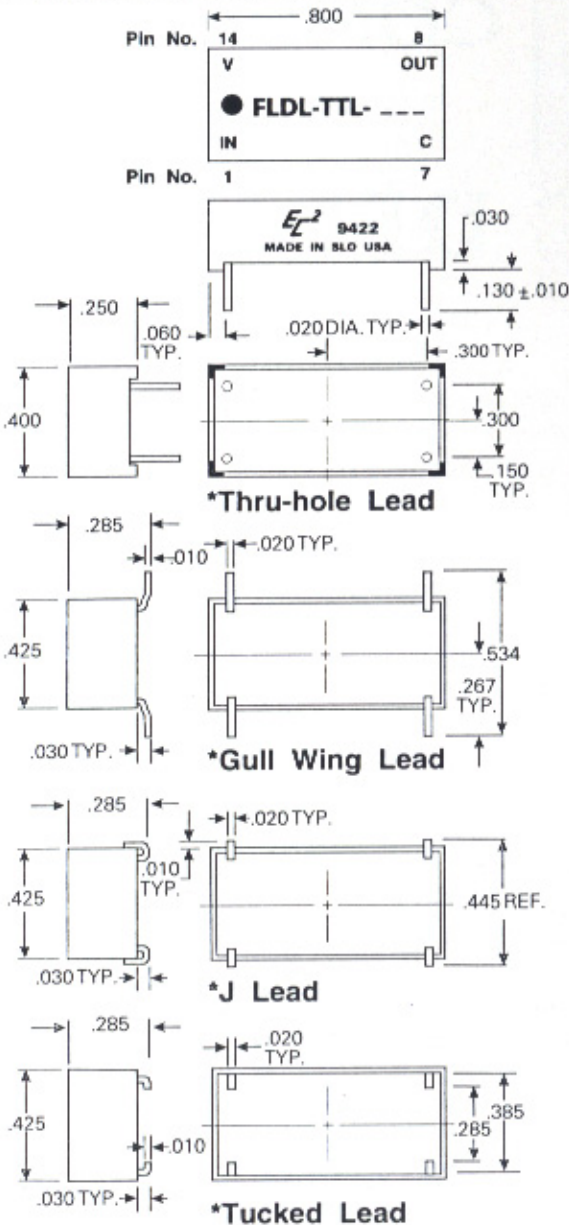 .800
Pin No. 14 8
V OUT
● FLDL-TTL- _ _ _
IN C
Pin No. 1 7
EC² 9422
MADE IN SLO USA
.030
.130 ±.010
.250
.060 TYP.
.020 DIA. TYP.
.300 TYP.
.400
.300
.150 TYP.
*Thru-hole Lead
.285
.010
.020 TYP.
.425
.534
.267 TYP.
.030 TYP.
*Gull Wing Lead
.285
.020 TYP.
.010 TYP.
.425
.445 REF.
.030 TYP.
*J Lead
.285
.020 TYP.
.425
.385
.285
.010
.030 TYP.
*Tucked Lead